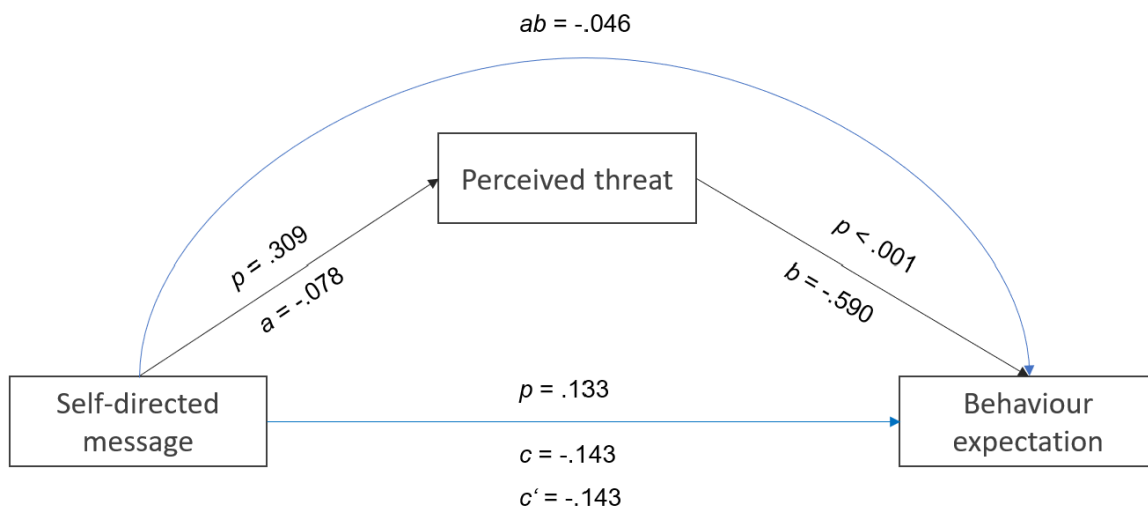 ab = -.046
Perceived threat
p = .309
a = -.078
p < .001
b = -.590
Self-directed
message
p = .133
c = -.143
c‘ = -.143
Behaviour
expectation